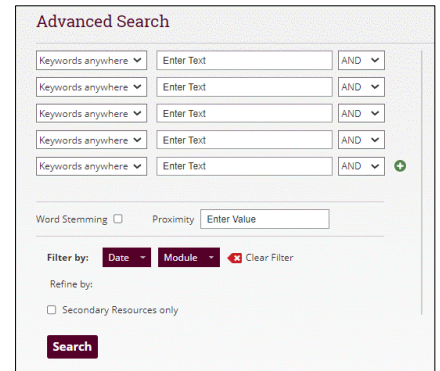 Advanced Search
Keywords anywhere Enter Text AND
Keywords anywhere Enter Text AND
Keywords anywhere Enter Text AND
Keywords anywhere Enter Text AND
Keywords anywhere Enter Text AND
Word Stemming Proximity Enter Value
Filter by: Date Module Clear Filter
Refine by:
Secondary Resources only
Search